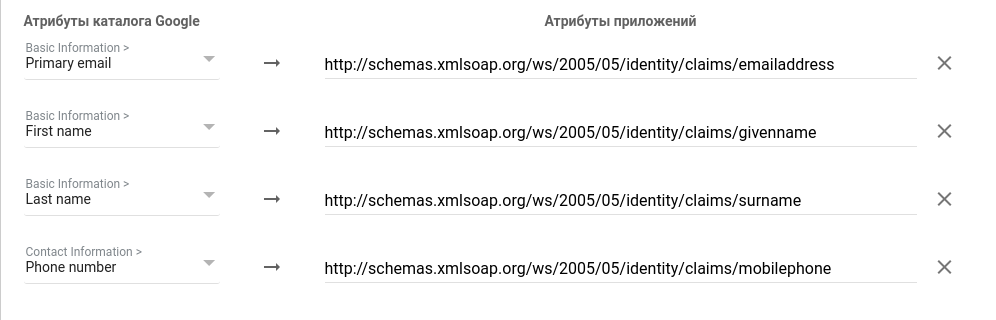 Атрибуты каталога Google
Атрибуты приложений
Basic Information >
Primary email
http://schemas.xmlsoap.org/ws/2005/05/identity/claims/emailaddress
Basic Information >
First name
http://schemas.xmlsoap.org/ws/2005/05/identity/claims/givenname
Basic Information >
Last name
http://schemas.xmlsoap.org/ws/2005/05/identity/claims/surname
Contact Information >
Phone number
http://schemas.xmlsoap.org/ws/2005/05/identity/claims/mobilephone